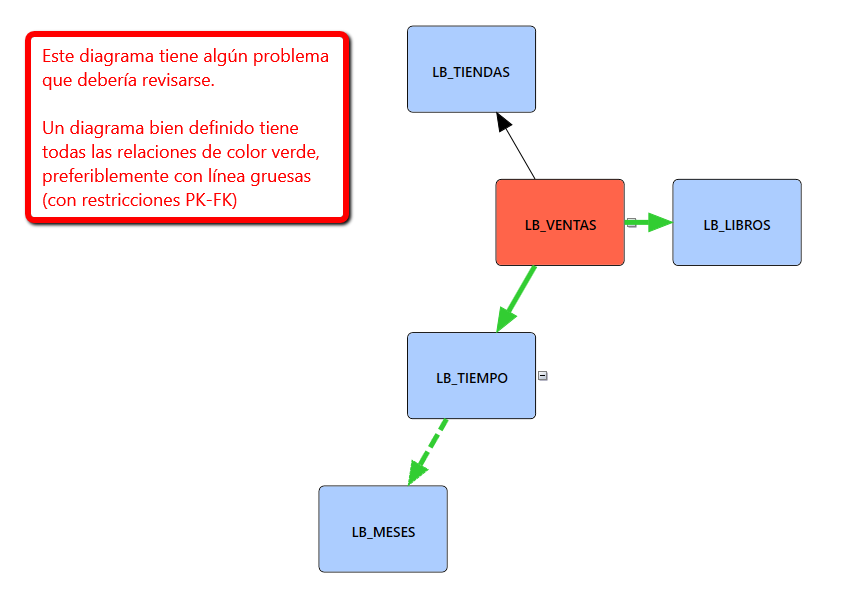 Este diagrama tiene algún problema
que debería revisarse.
Un diagrama bien definido tiene
todas las relaciones de color verde,
preferiblemente con línea gruesas
(con restricciones PK-FK)
LB_TIENDAS
LB_VENTAS
LB_LIBROS
LB_TIEMPO
LB_MESES